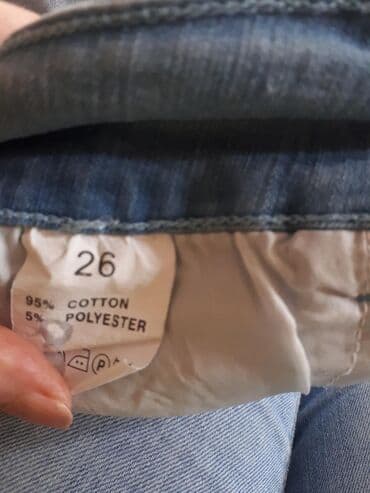 26
95% COTTON
5% POLYESTER
P